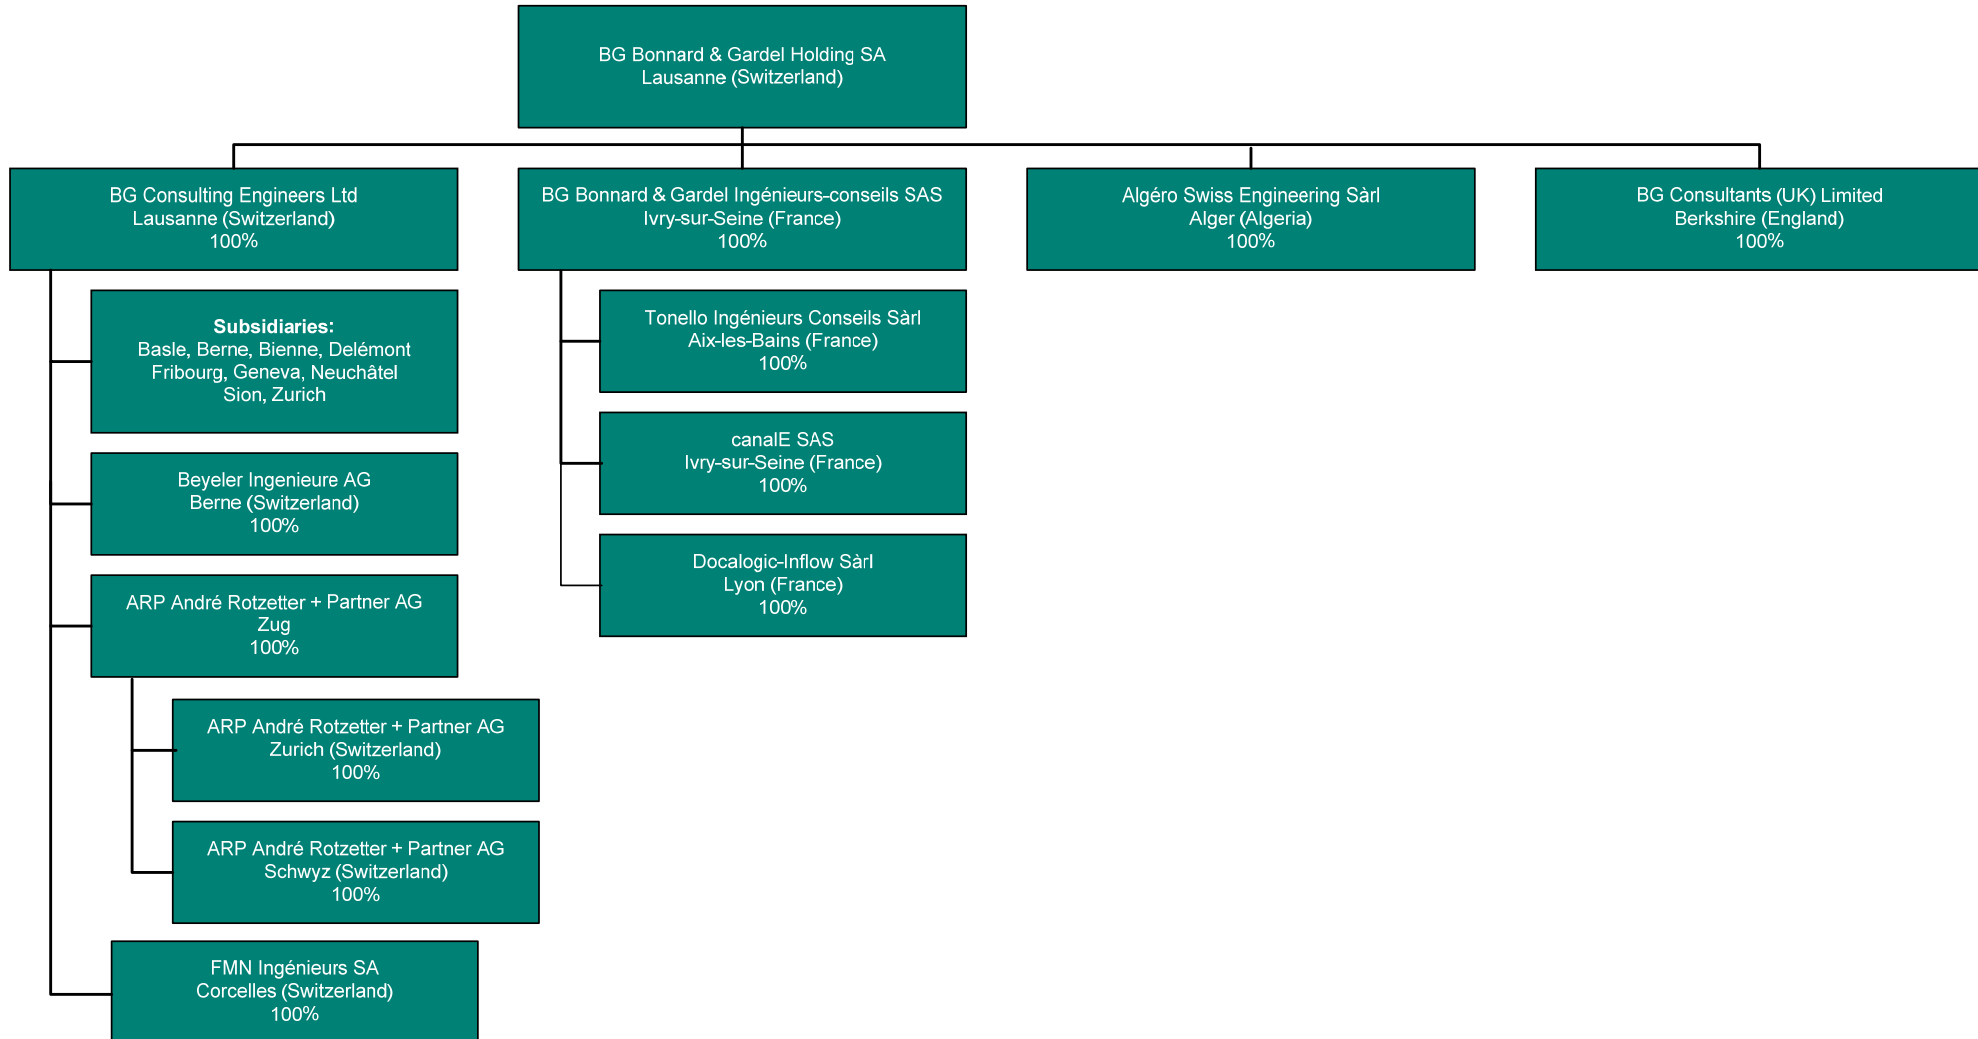 BG Bonnard & Gardel Holding SA
Lausanne (Switzerland)
BG Consulting Engineers Ltd
Lausanne (Switzerland)
100%
BG Bonnard & Gardel Ingénieurs-conseils SAS
Ivry-sur-Seine (France)
100%
Algéro Swiss Engineering Sàrl
Alger (Algeria)
100%
BG Consultants (UK) Limited
Berkshire (England)
100%
Subsidiaries:
Basle, Berne, Bienne, Delémont
Fribourg, Geneva, Neuchâtel
Sion, Zurich
Beyeler Ingenieure AG
Berne (Switzerland)
100%
ARP André Rotzetter + Partner AG
Zug
100%
ARP André Rotzetter + Partner AG
Zurich (Switzerland)
100%
ARP André Rotzetter + Partner AG
Schwyz (Switzerland)
100%
FMN Ingénieurs SA
Corcelles (Switzerland)
100%
Tonello Ingénieurs Conseils Sàrl
Aix-les-Bains (France)
100%
canalE SAS
Ivry-sur-Seine (France)
100%
Docalogic-Inflow Sàrl
Lyon (France)
100%